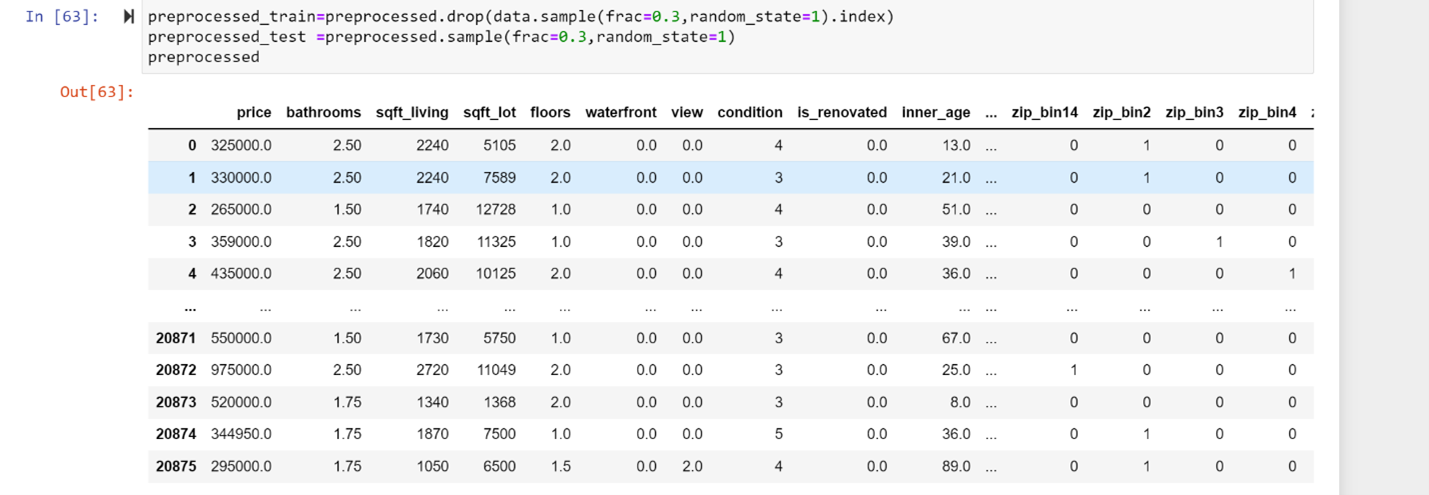 In [63]:
preprocessed_train=preprocessed.drop(data.sample(frac=0.3,random_state=1).index)
preprocessed_test =preprocessed.sample(frac=0.3,random_state=1)
preprocessed
Out[63]:
price bathrooms sqft_living sqft_lot floors waterfront view condition is_renovated inner_age ... zip_bin14 zip_bin2 zip_bin3 zip_bin4
0 325000.0 2.50 2240 5105 2.0 0.0 0.0 4 0.0 13.0 ... 0 1 0 0
1 330000.0 2.50 2240 7589 2.0 0.0 0.0 3 0.0 21.0 ... 0 1 0 0
2 265000.0 1.50 1740 12728 1.0 0.0 0.0 4 0.0 51.0 ... 0 0 0 0
3 359000.0 2.50 1820 11325 1.0 0.0 0.0 3 0.0 39.0 ... 0 0 1 0
4 435000.0 2.50 2060 10125 2.0 0.0 0.0 4 0.0 36.0 ... 0 0 0 1
... ... ... ... ... ... ... ... ... ... ... ... ... ... ... ...
20871 550000.0 1.50 1730 5750 1.0 0.0 0.0 3 0.0 67.0 ... 0 0 0 0
20872 975000.0 2.50 2720 11049 2.0 0.0 0.0 3 0.0 25.0 ... 1 0 0 0
20873 520000.0 1.75 1340 1368 2.0 0.0 0.0 3 0.0 8.0 ... 0 0 0 0
20874 344950.0 1.75 1870 7500 1.0 0.0 0.0 5 0.0 36.0 ... 0 1 0 0
20875 295000.0 1.75 1050 6500 1.5 0.0 2.0 4 0.0 89.0 ... 0 1 0 0